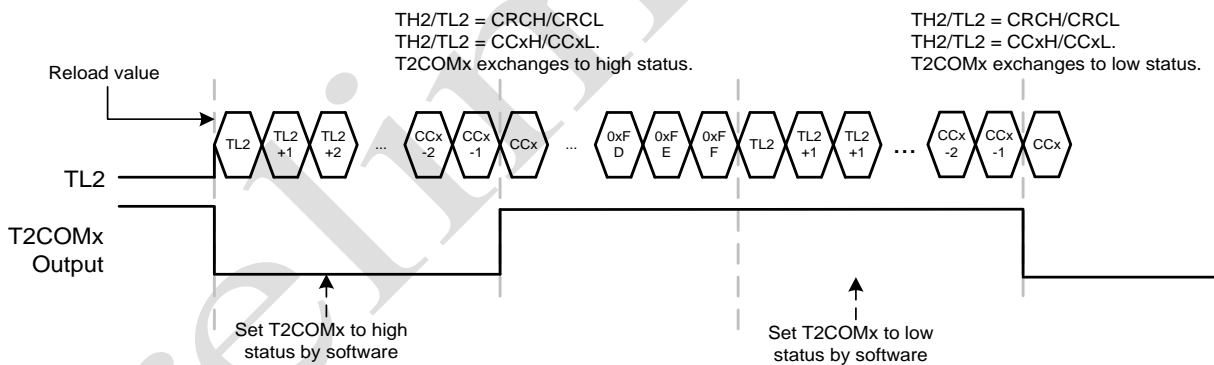 TH2/TL2 = CRCH/CRCL
TH2/TL2 = CCxH/CCxL.
T2COMx exchanges to high status.
TH2/TL2 = CRCH/CRCL
TH2/TL2 = CCxH/CCxL.
T2COMx exchanges to low status.
Reload value
TL2 TL2 +1 TL2 +2 ... CCx -2 CCx -1 CCx ... 0xF D 0xF E 0xF F TL2 TL2 +1 TL2 +1 ... CCx -2 CCx -1 CCx
TL2
T2COMx
Output
Set T2COMx to high
status by software
Set T2COMx to low
status by software